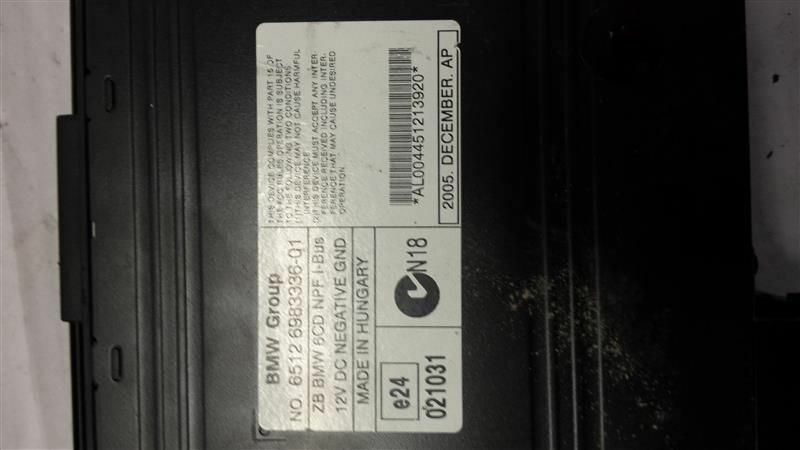 BMW Group
NO. 6512 6983336-01
ZB BMW 6CD NPF I-Bus
12V DC NEGATIVE GND
MADE IN HUNGARY
e24
021031
N18
THIS DEVICE COMPLIES WITH PART 15 OF
THE FCC RULES OPERATION IS SUBJECT
TO THE FOLLOWING TWO CONDITIONS
(1)THIS DEVICE MAY NOT CAUSE HARMFUL
INTERFERENCE
(2)THIS DEVICE MUST ACCEPT ANY INTER-
FERENCE RECEIVED INCLUDING INTER-
FERENCE THAT MAY CAUSE UNDESIRED
OPERATION
*AL004451213920*
2005. DECEMBER. AP.